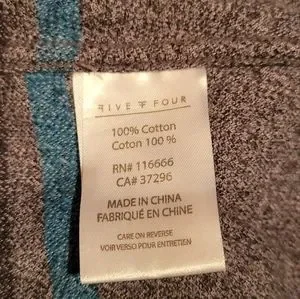 FIVE FOUR
100% Cotton
Coton 100 %
RN# 116666
CA# 37296
MADE IN CHINA
FABRIQUÉ EN CHINE
CARE ON REVERSE
VOIR VERSO POUR ENTRETIEN